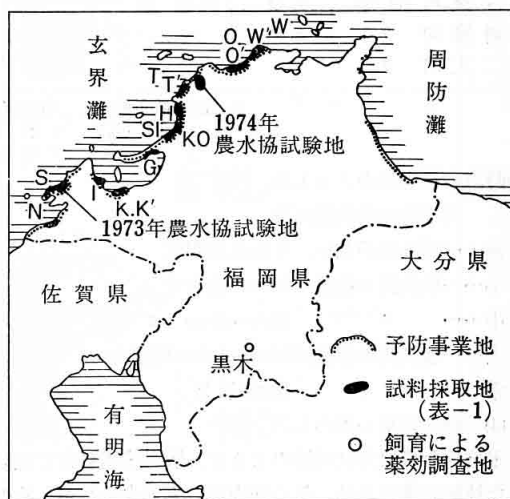 玄界灘
周防灘
O W' W
O'
T T'
H
SI
KO
G
S
I
N
K.K'
1974年
農水協試験地
1973年農水協試験地
佐賀県
福岡県
大分県
黒木
有明海
予防事業地
試料採取地
(表-1)
飼育による
薬効調査地